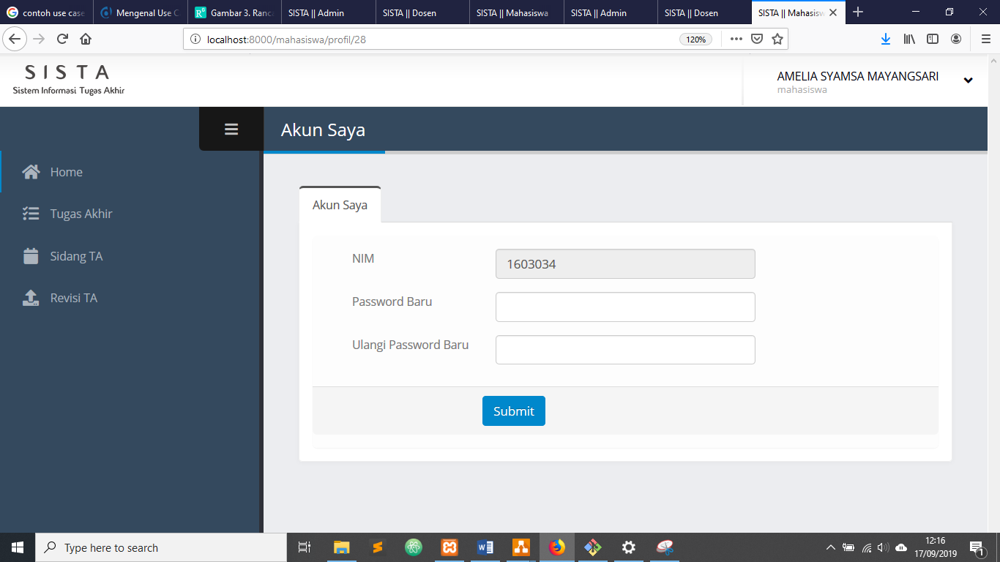 contoh use case
Mengenal Use C
Gambar 3. Ranc
SISTA || Admin
SISTA || Dosen
SISTA || Mahasiswa
SISTA || Admin
SISTA || Dosen
SISTA || Mahasisw
localhost:8000/mahasiswa/profil/28
120%
SISTA
Sistem Informasi Tugas Akhir
AMELIA SYAMSA MAYANGSARI
mahasiswa
Akun Saya
Home
Tugas Akhir
Sidang TA
Revisi TA
Akun Saya
NIM
1603034
Password Baru
Ulangi Password Baru
Submit
Type here to search
12:16
17/09/2019
1